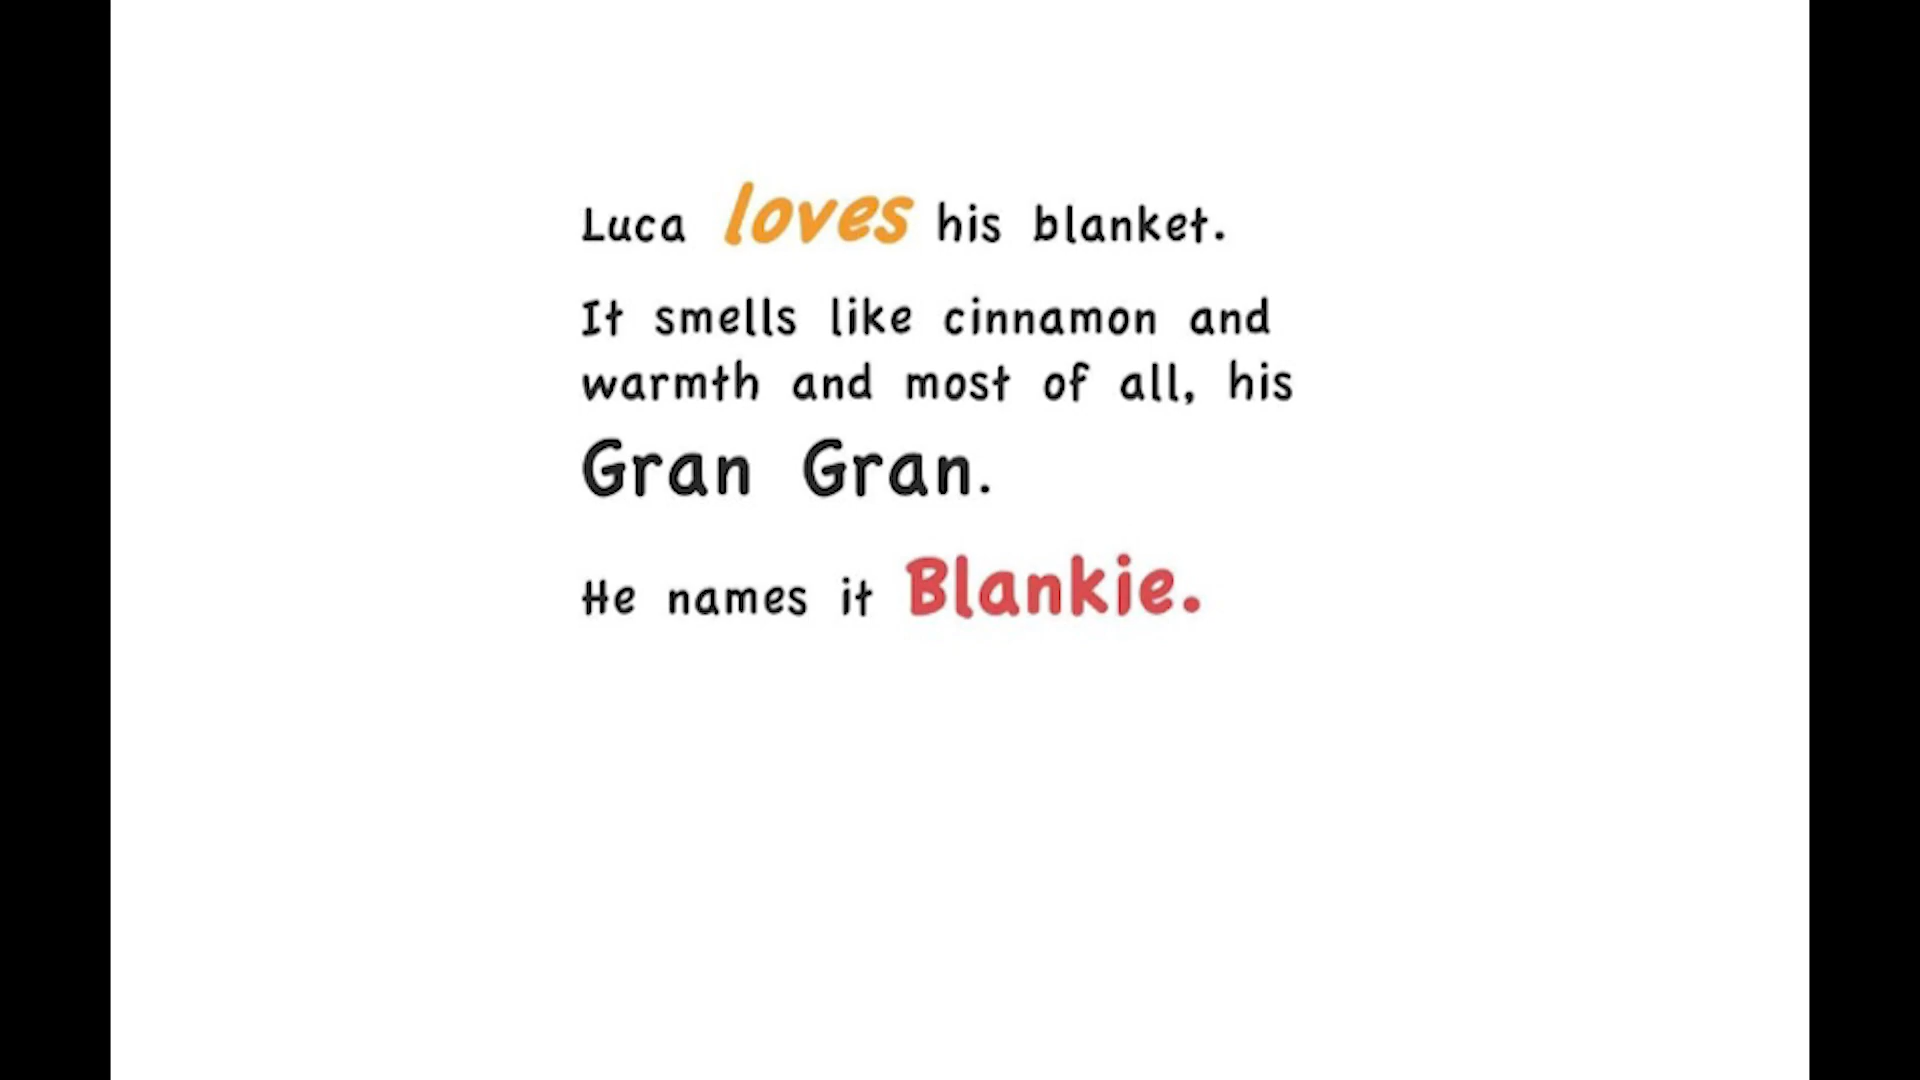 Luca loves his blanket.
It smells like cinnamon and
warmth and most of all, his
Gran Gran.
He names it Blankie.